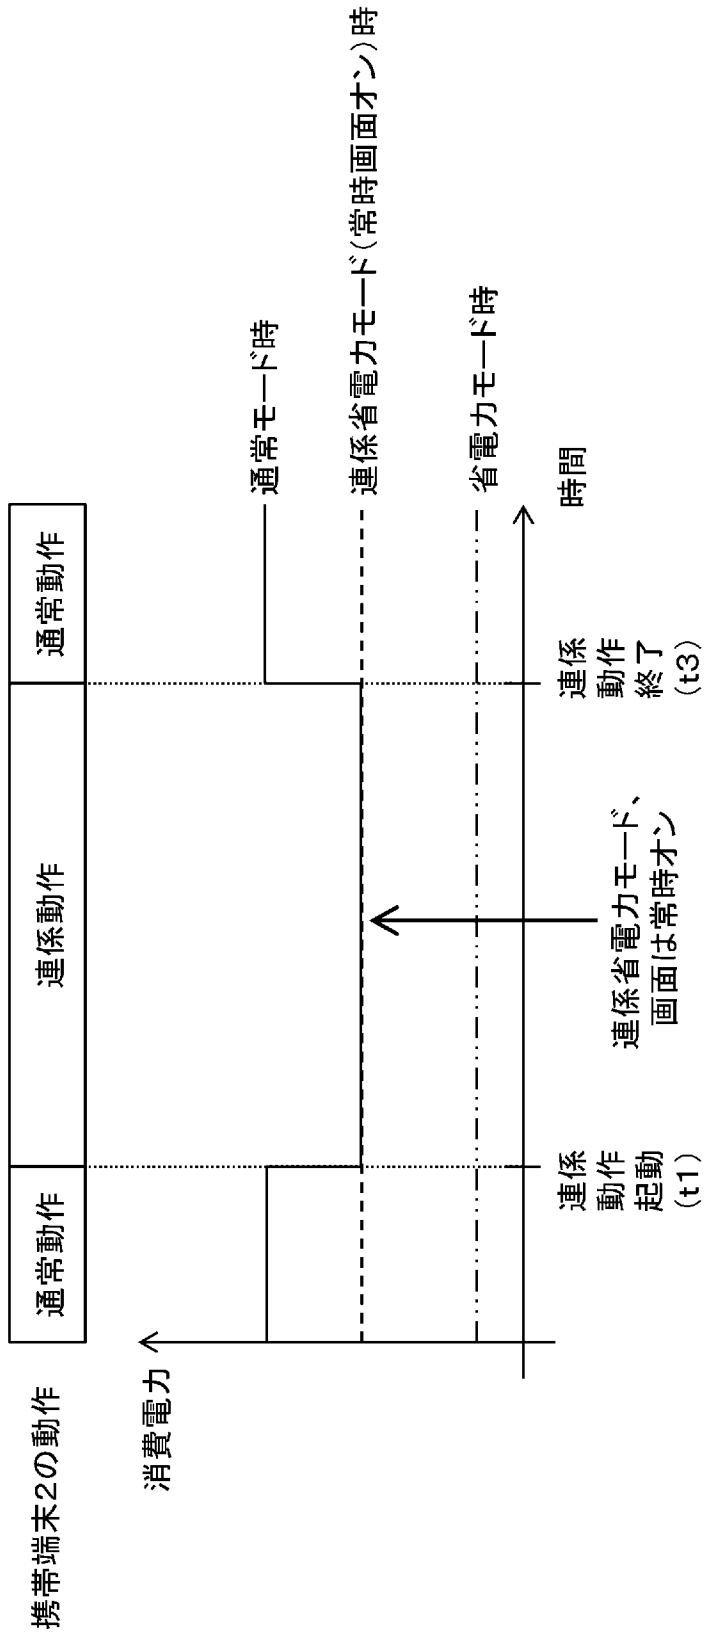 携帯端末2の動作
通常動作
連係動作
通常動作
消費電力
通常モード時
連係省電力モード(常時画面オン)時
省電力モード時
時間
連係
動作
起動
(t1)
連係省電力モード、
画面は常時オン
連係
動作
終了
(t3)